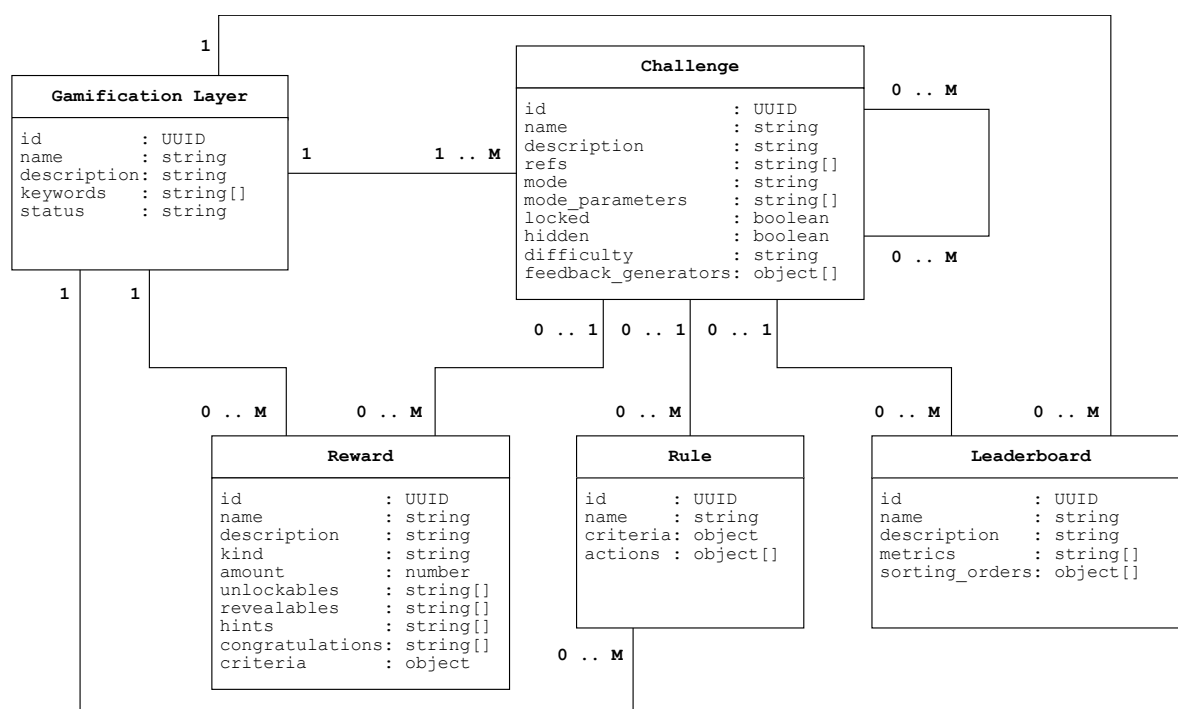 1
Gamification Layer
id : UUID
name : string
description: string
keywords : string[]
status : string
1
1 .. M
Challenge
id : UUID
name : string
description : string
refs : string[]
mode : string
mode_parameters : string[]
locked : boolean
hidden : boolean
difficulty : string
feedback_generators: object[]
0 .. M
0 .. M
1
1
0 .. 1
0 .. 1
0 .. 1
0 .. M
0 .. M
0 .. M
0 .. M
0 .. M
Reward
id : UUID
name : string
description : string
kind : string
amount : number
unlockables : string[]
revealables : string[]
hints : string[]
congratulations: string[]
criteria : object
Rule
id : UUID
name : string
criteria: object
actions : object[]
0 .. M
Leaderboard
id : UUID
name : string
description : string
metrics : string[]
sorting_orders: object[]